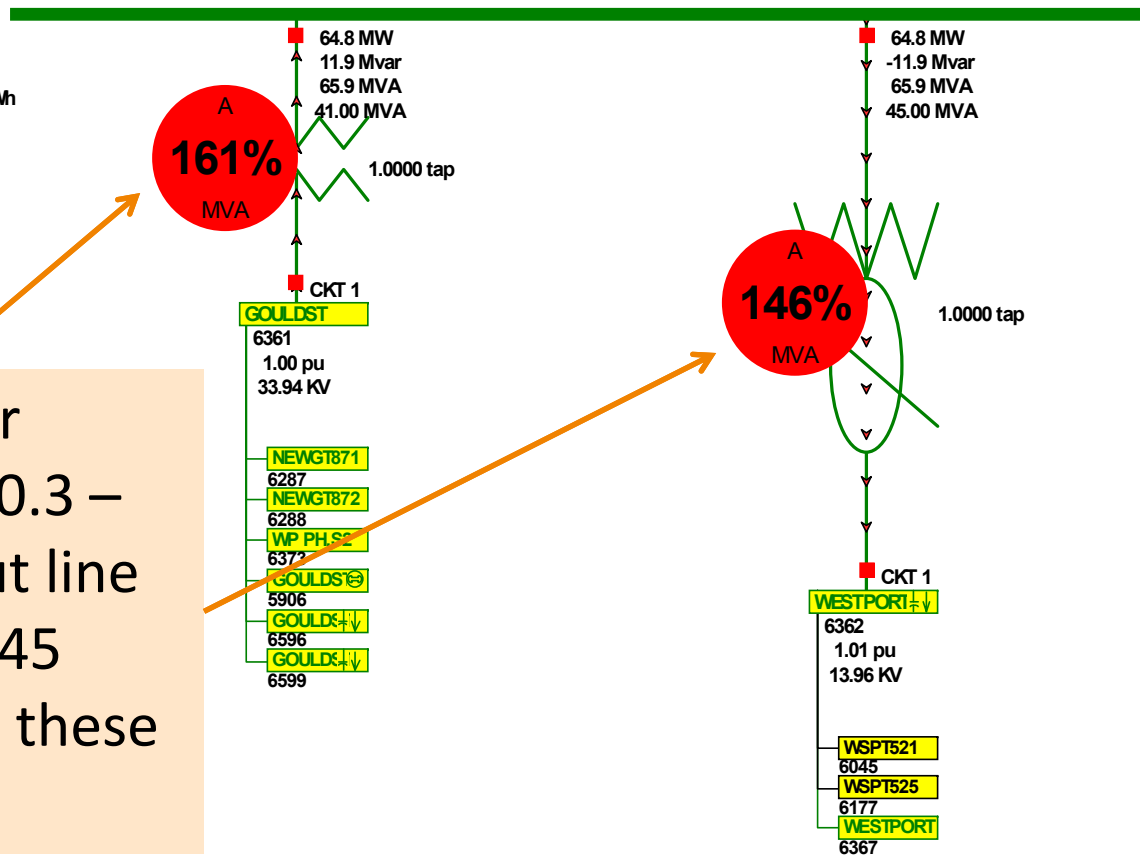 64.8 MW
11.9 Mvar
65.9 MVA
41.00 MVA
A
161%
MVA
1.0000 tap
CKT 1
GOULDST
6361
1.00 pu
33.94 KV
NEWGT871
6287
NEWGT872
6288
WP PH.S2
6373
5906
6596
6599
64.8 MW
-11.9 Mvar
65.9 MVA
45.00 MVA
A
146%
MVA
1.0000 tap
CKT 1
WESTPORT
6362
1.01 pu
13.96 KV
WSPT521
6045
WSPT525
6177
WESTPORT
6367
r
0.3 –
ut line
45
these